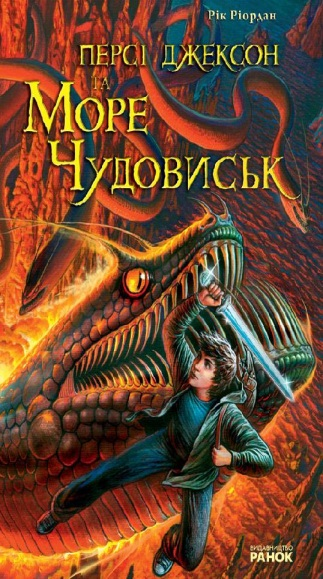 Рік Ріордан
Персі Джексон
та
Море
Чудовиськ
ВИДАВНИЦТВО
РАНОК